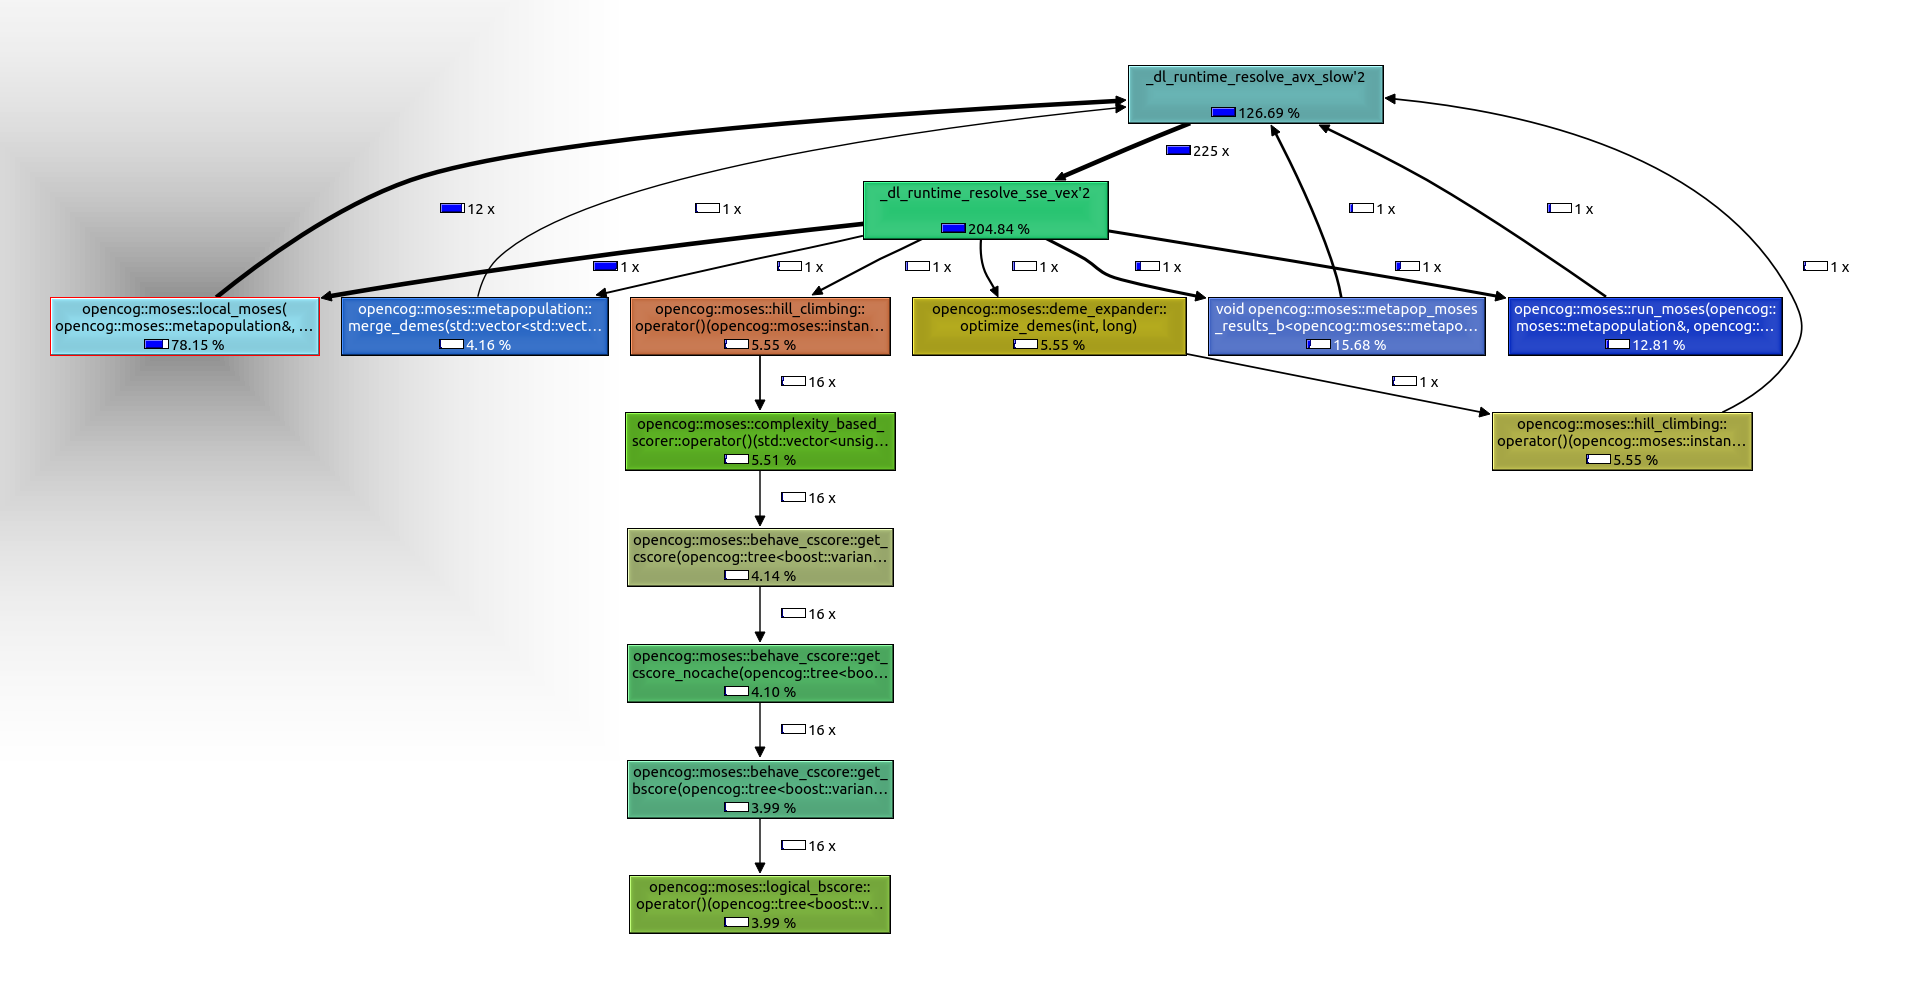 _dl_runtime_resolve_avx_slow'2
126.69 %
225 x
_dl_runtime_resolve_sse_vex'2
204.84 %
12 x
1 x
1 x
1 x
1 x
1 x
1 x
1 x
1 x
1 x
1 x
1 x
opencog::moses::local_moses(
opencog::moses::metapopulation&, ...
78.15 %
opencog::moses::metapopulation::
merge_demes(std::vector<std::vect...
4.16 %
opencog::moses::hill_climbing::
operator()(opencog::moses::instan...
5.55 %
opencog::moses::deme_expander::
optimize_demes(int, long)
5.55 %
void opencog::moses::metapop_moses
_results_b<opencog::moses::metapo...
15.68 %
opencog::moses::run_moses(opencog::
moses::metapopulation&, opencog::...
12.81 %
16 x
1 x
opencog::moses::complexity_based_
scorer::operator()(std::vector<unsig...
5.51 %
opencog::moses::hill_climbing::
operator()(opencog::moses::instan...
5.55 %
16 x
opencog::moses::behave_cscore::get_
cscore(opencog::tree<boost::varian...
4.14 %
16 x
opencog::moses::behave_cscore::get_
cscore_nocache(opencog::tree<boo...
4.10 %
16 x
opencog::moses::behave_cscore::get_
bscore(opencog::tree<boost::varian...
3.99 %
16 x
opencog::moses::logical_bscore::
operator()(opencog::tree<boost::v...
3.99 %